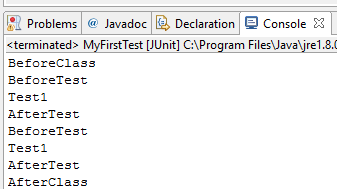 Problems @ Javadoc Declaration Console
<terminated> MyFirstTest [JUnit] C:\Program Files\Java\jre1.8.0
BeforeClass
BeforeTest
Test1
AfterTest
BeforeTest
Test1
AfterTest
AfterClass